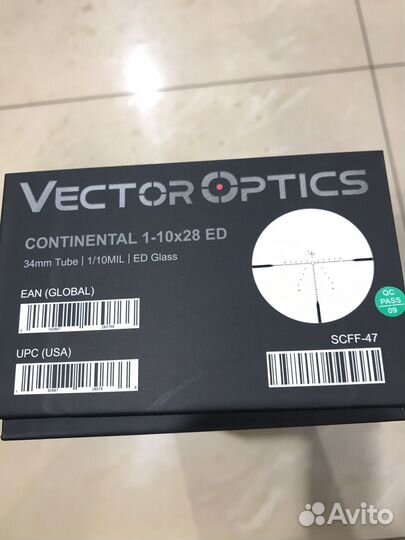 VECTOR OPTICS
CONTINENTAL 1-10x28 ED
34mm Tube | 1/10MIL | ED Glass
EAN (GLOBAL)
UPC (USA)
QC
PASS
09
SCFF-47
Avito